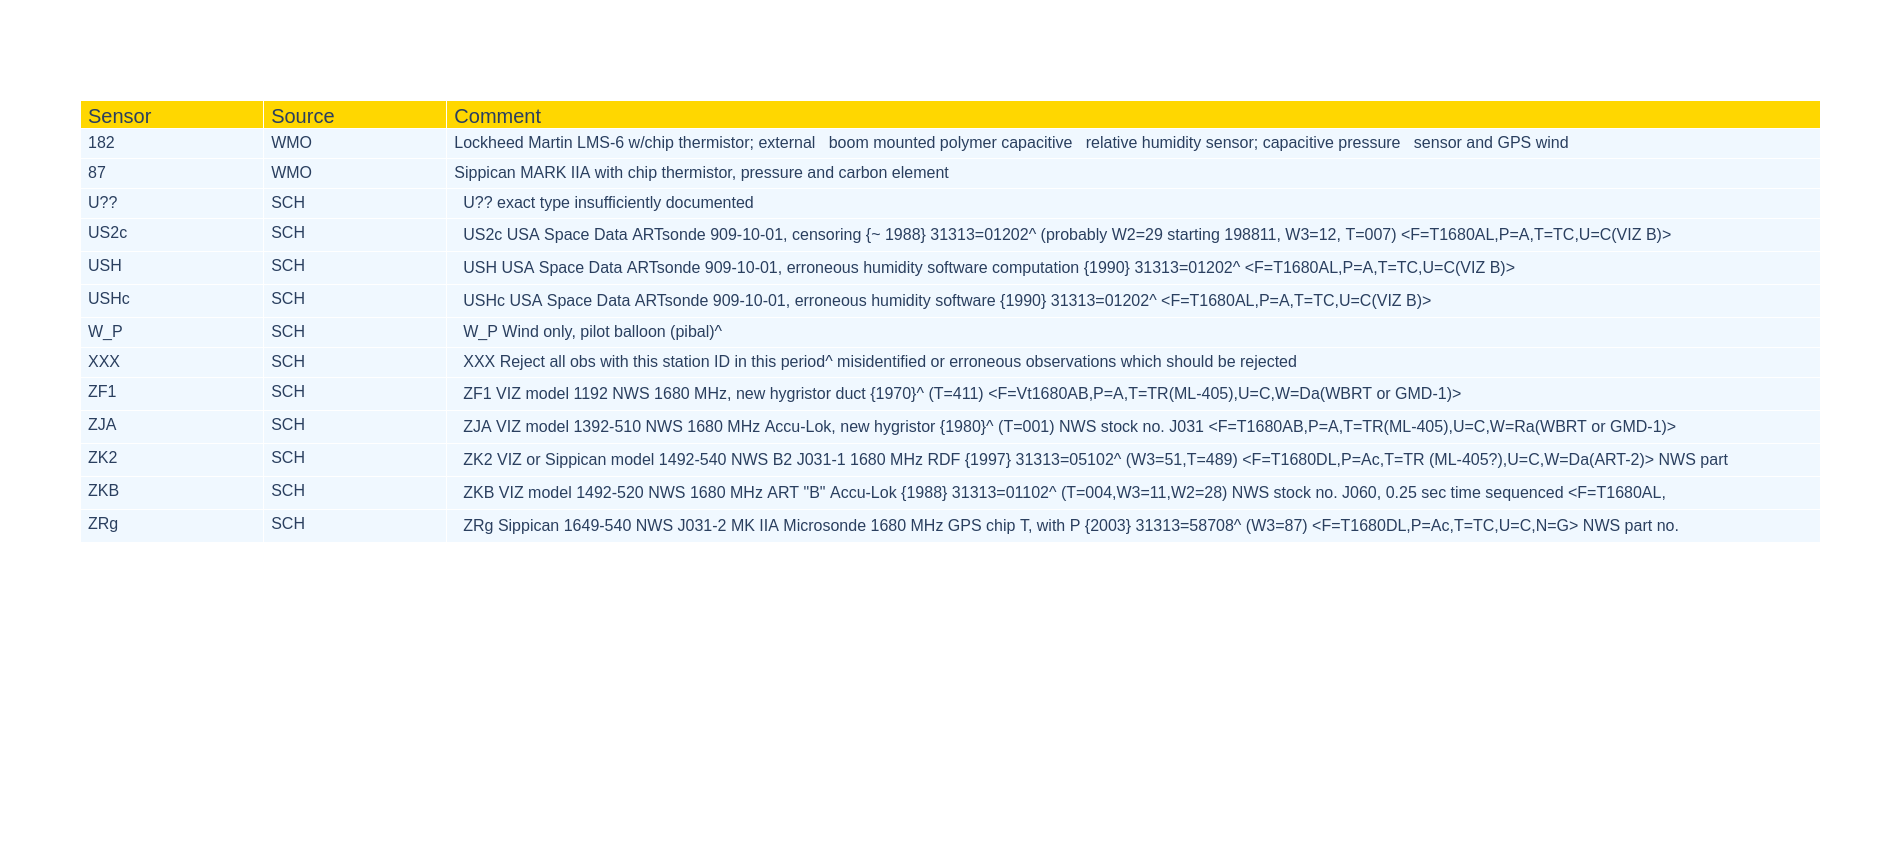 Sensor Source Comment
182 WMO Lockheed Martin LMS-6 w/chip thermistor; external   boom mounted polymer capacitive   relative humidity sensor; capacitive pressure   sensor and GPS wind
87 WMO Sippican MARK IIA with chip thermistor, pressure and carbon element
U?? SCH U?? exact type insufficiently documented
US2c SCH US2c USA Space Data ARTsonde 909-10-01, censoring {~ 1988} 31313=01202^ (probably W2=29 starting 198811, W3=12, T=007) <F=T1680AL,P=A,T=TC,U=C(VIZ B)>
USH SCH USH USA Space Data ARTsonde 909-10-01, erroneous humidity software computation {1990} 31313=01202^ <F=T1680AL,P=A,T=TC,U=C(VIZ B)>
USHc SCH USHc USA Space Data ARTsonde 909-10-01, erroneous humidity software {1990} 31313=01202^ <F=T1680AL,P=A,T=TC,U=C(VIZ B)>
W_P SCH W_P Wind only, pilot balloon (pibal)^
XXX SCH XXX Reject all obs with this station ID in this period^ misidentified or erroneous observations which should be rejected
ZF1 SCH ZF1 VIZ model 1192 NWS 1680 MHz, new hygristor duct {1970}^ (T=411) <F=Vt1680AB,P=A,T=TR(ML-405),U=C,W=Da(WBRT or GMD-1)>
ZJA SCH ZJA VIZ model 1392-510 NWS 1680 MHz Accu-Lok, new hygristor {1980}^ (T=001) NWS stock no. J031 <F=T1680AB,P=A,T=TR(ML-405),U=C,W=Ra(WBRT or GMD-1)>
ZK2 SCH ZK2 VIZ or Sippican model 1492-540 NWS B2 J031-1 1680 MHz RDF {1997} 31313=05102^ (W3=51,T=489) <F=T1680DL,P=Ac,T=TR (ML-405?),U=C,W=Da(ART-2)> NWS part
ZKB SCH ZKB VIZ model 1492-520 NWS 1680 MHz ART "B" Accu-Lok {1988} 31313=01102^ (T=004,W3=11,W2=28) NWS stock no. J060, 0.25 sec time sequenced <F=T1680AL,
ZRg SCH ZRg Sippican 1649-540 NWS J031-2 MK IIA Microsonde 1680 MHz GPS chip T, with P {2003} 31313=58708^ (W3=87) <F=T1680DL,P=Ac,T=TC,U=C,N=G> NWS part no.